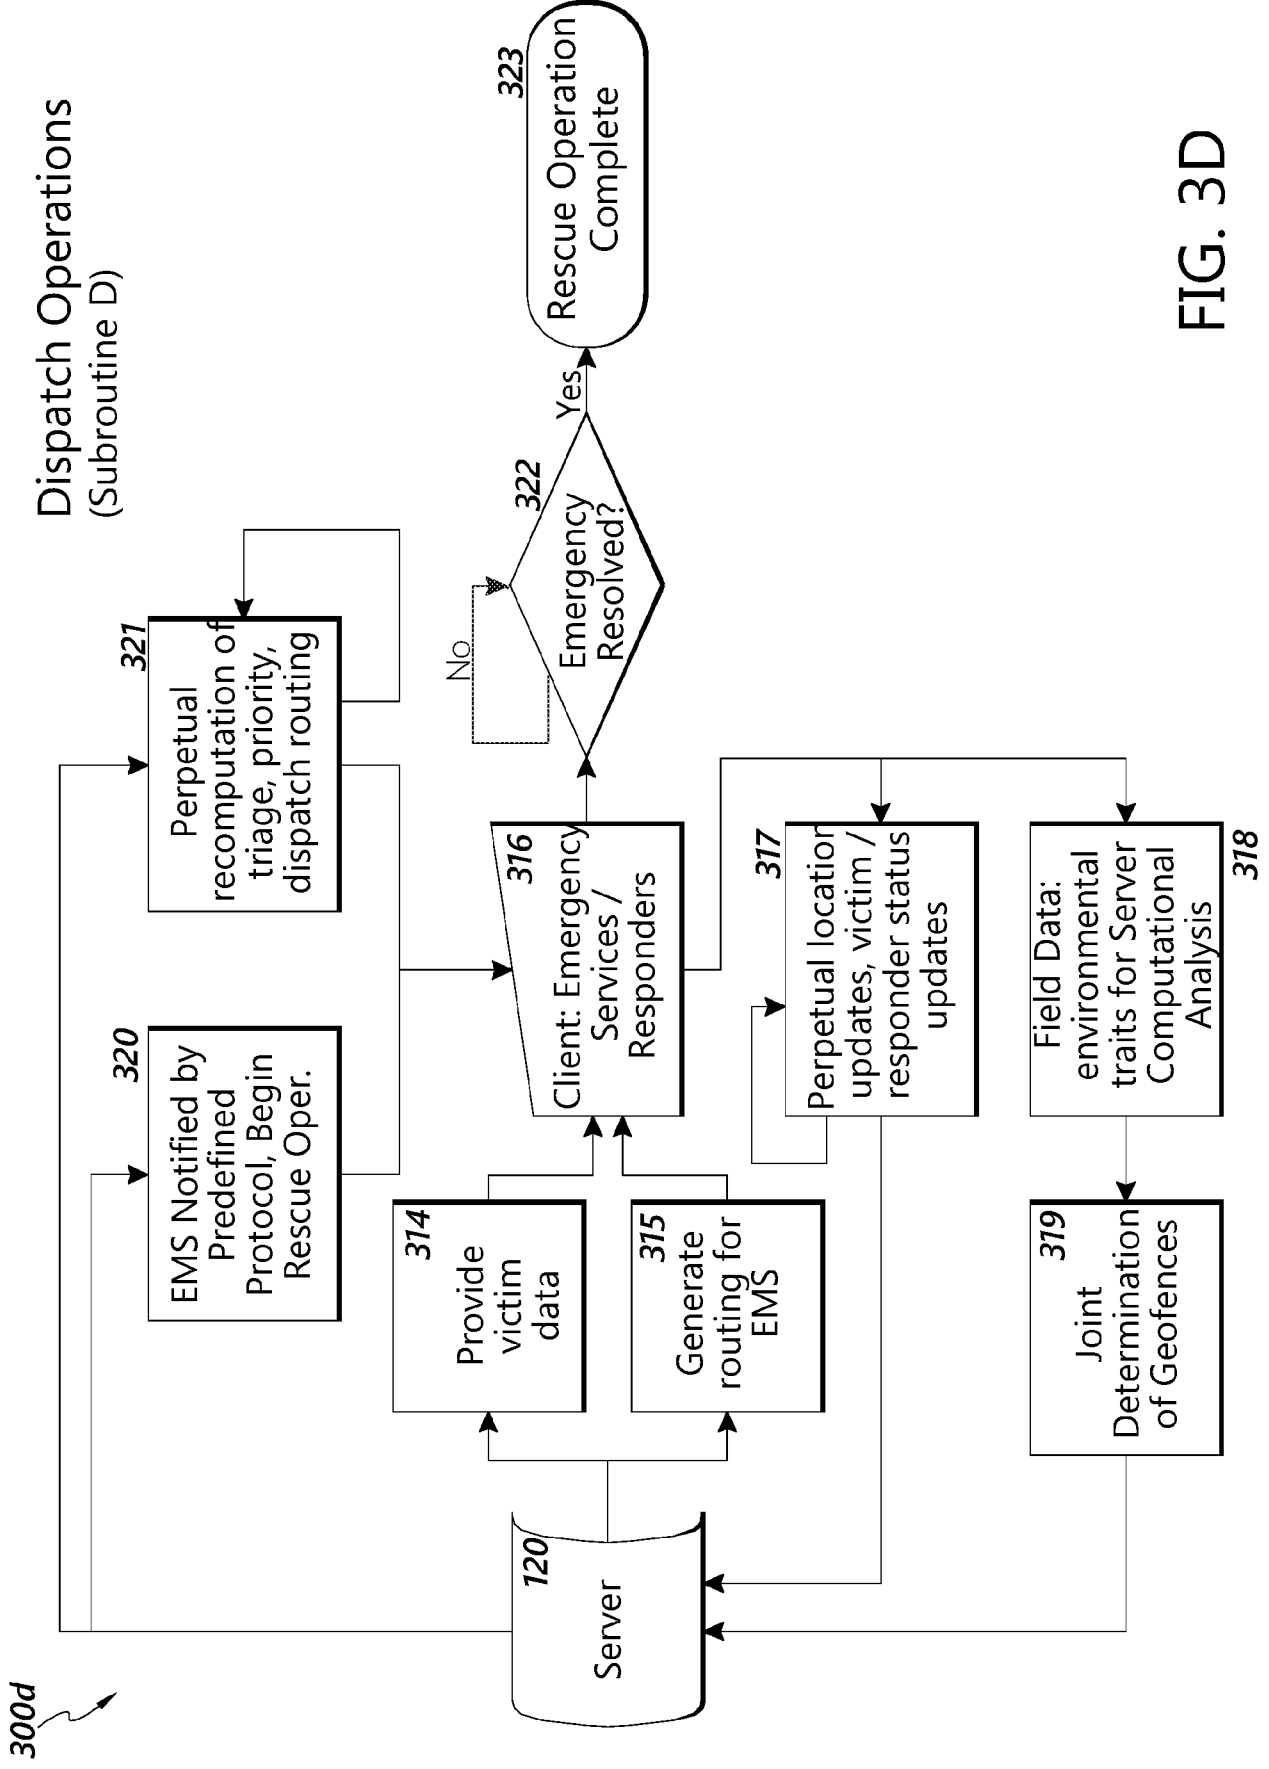 300d
Dispatch Operations
(Subroutine D)
320
EMS Notified by
Predefined
Protocol, Begin
Rescue Oper.
321
Perpetual
recomputation of
triage, priority,
dispatch routing
120
Server
314
Provide
victim
data
315
Generate
routing for
EMS
316
Client: Emergency
Services /
Responders
No
322
Emergency
Resolved?
Yes
323
Rescue Operation
Complete
317
Perpetual location
updates, victim /
responder status
updates
318
Field Data:
environmental
traits for Server
Computational
Analysis
319
Joint
Determination
of Geofences
FIG. 3D